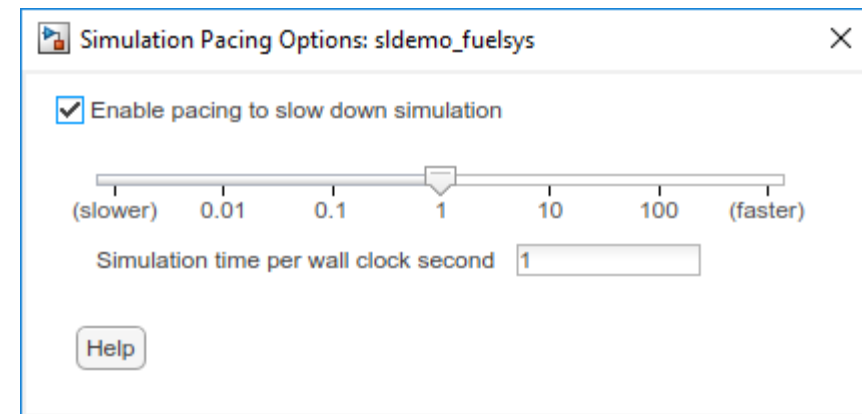 Simulation Pacing Options: sldemo_fuelsys
Enable pacing to slow down simulation
(slower) 0.01 0.1 1 10 100 (faster)
Simulation time per wall clock second 1
Help